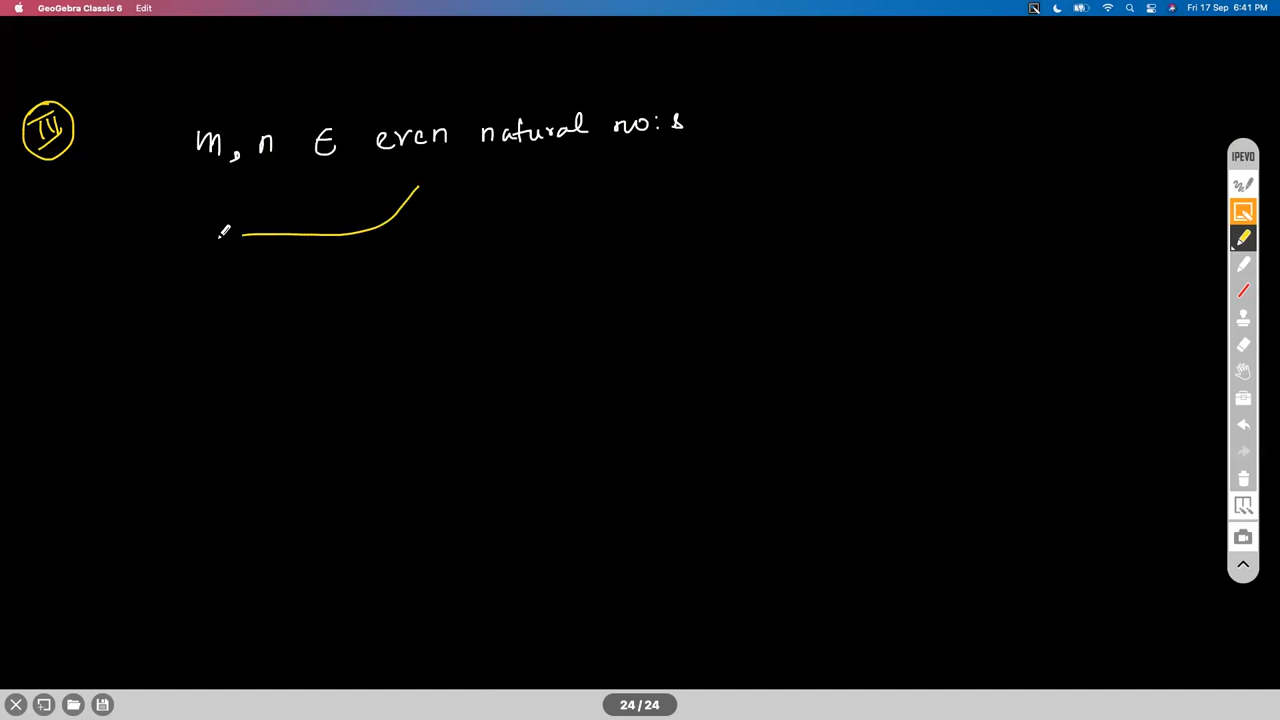 GeoGebra Classic 6 Edit Fri 17 Sep 6:41 PM
IV
m, n ∈ even natural no:s
IPEVO
24 / 24